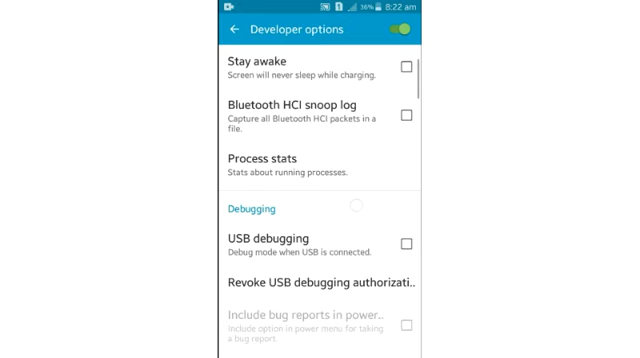 36% 8:22 am
Developer options
Stay awake
Screen will never sleep while charging.
Bluetooth HCI snoop log
Capture all Bluetooth HCI packets in a
file.
Process stats
Stats about running processes.
Debugging
USB debugging
Debug mode when USB is connected.
Revoke USB debugging authorizati..
Include bug reports in power..
Include option in power menu for taking
a bug report.